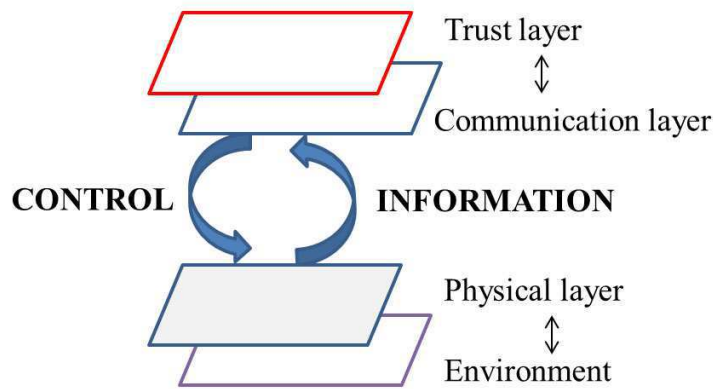 Trust layer
Communication layer
CONTROL
INFORMATION
Physical layer
Environment